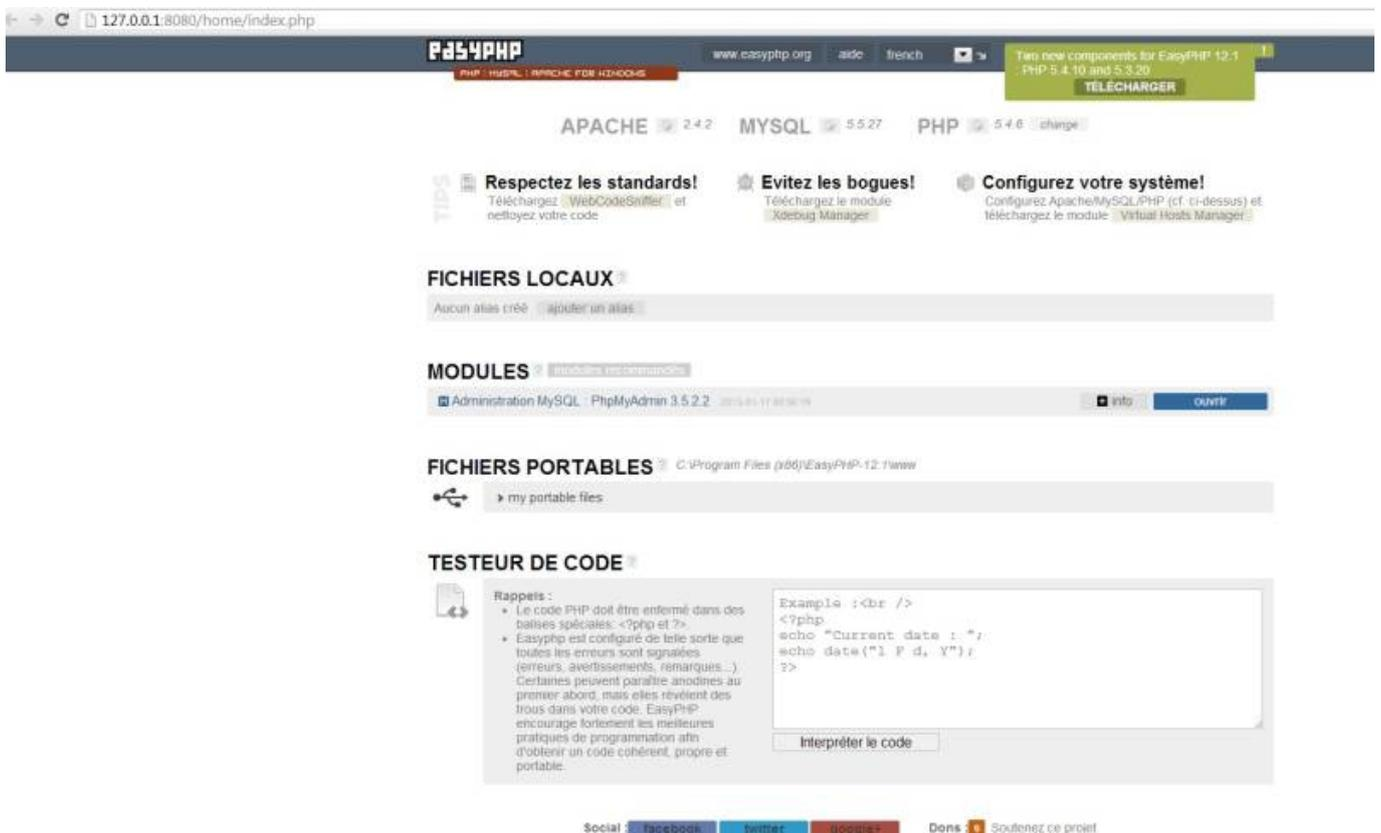 127.0.0.1:8080/home/index.php
EASYPHP
PHP : MYSQL : APACHE FOR WINDOWS
www.easyphp.org aide french
Two new components for EasyPHP 12.1 : PHP 5.4.10 and 5.3.20
TÉLÉCHARGER
!
APACHE 2.4.2 MYSQL 5.5.27 PHP 5.4.6 change
TIPS
Respectez les standards!
Téléchargez WebCodeSniffer et
nettoyez votre code
Evitez les bogues!
Téléchargez le module
Xdebug Manager
Configurez votre système!
Configurez Apache/MySQL/PHP (cf. ci-dessus) et
téléchargez le module Virtual Hosts Manager
FICHIERS LOCAUX ?
Aucun alias créé ajouter un alias
MODULES ? modules recommandés
Administration MySQL : PhpMyAdmin 3.5.2.2
info ouvrir
FICHIERS PORTABLES ? C:\Program Files (x86)\EasyPHP-12.1\www
my portable files
TESTEUR DE CODE ?
Rappels :
Le code PHP doit être enfermé dans des
balises spéciales: <?php et ?>.
Easyphp est configuré de telle sorte que
toutes les erreurs sont signalées
(erreurs, avertissements, remarques...).
Certaines peuvent paraître anodines au
premier abord, mais elles révèlent des
trous dans votre code. EasyPHP
encourage fortement les meilleures
pratiques de programmation afin
d'obtenir un code cohérent, propre et
portable.
Example :<br />
<?php
echo "Current date : ";
echo date("l F d, Y");
?>
Interpréter le code
Social : facebook twitter google+ Dons : Soutenez ce projet